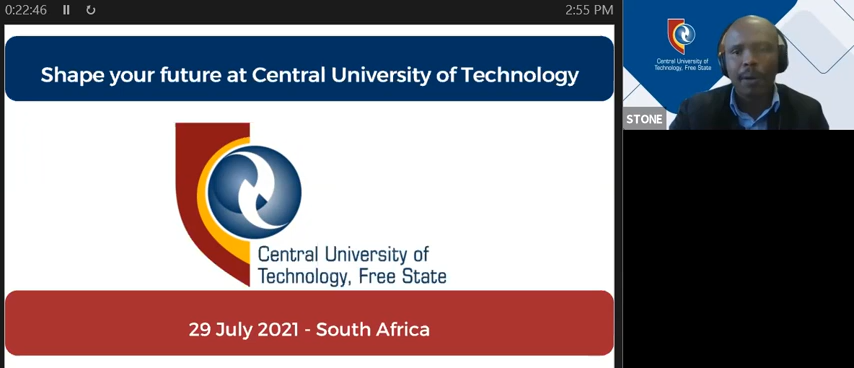 0:22:46
2:55 PM
Shape your future at Central University of Technology
Central University of
Technology, Free State
29 July 2021 - South Africa
Central University of
Technology, Free State
STONE